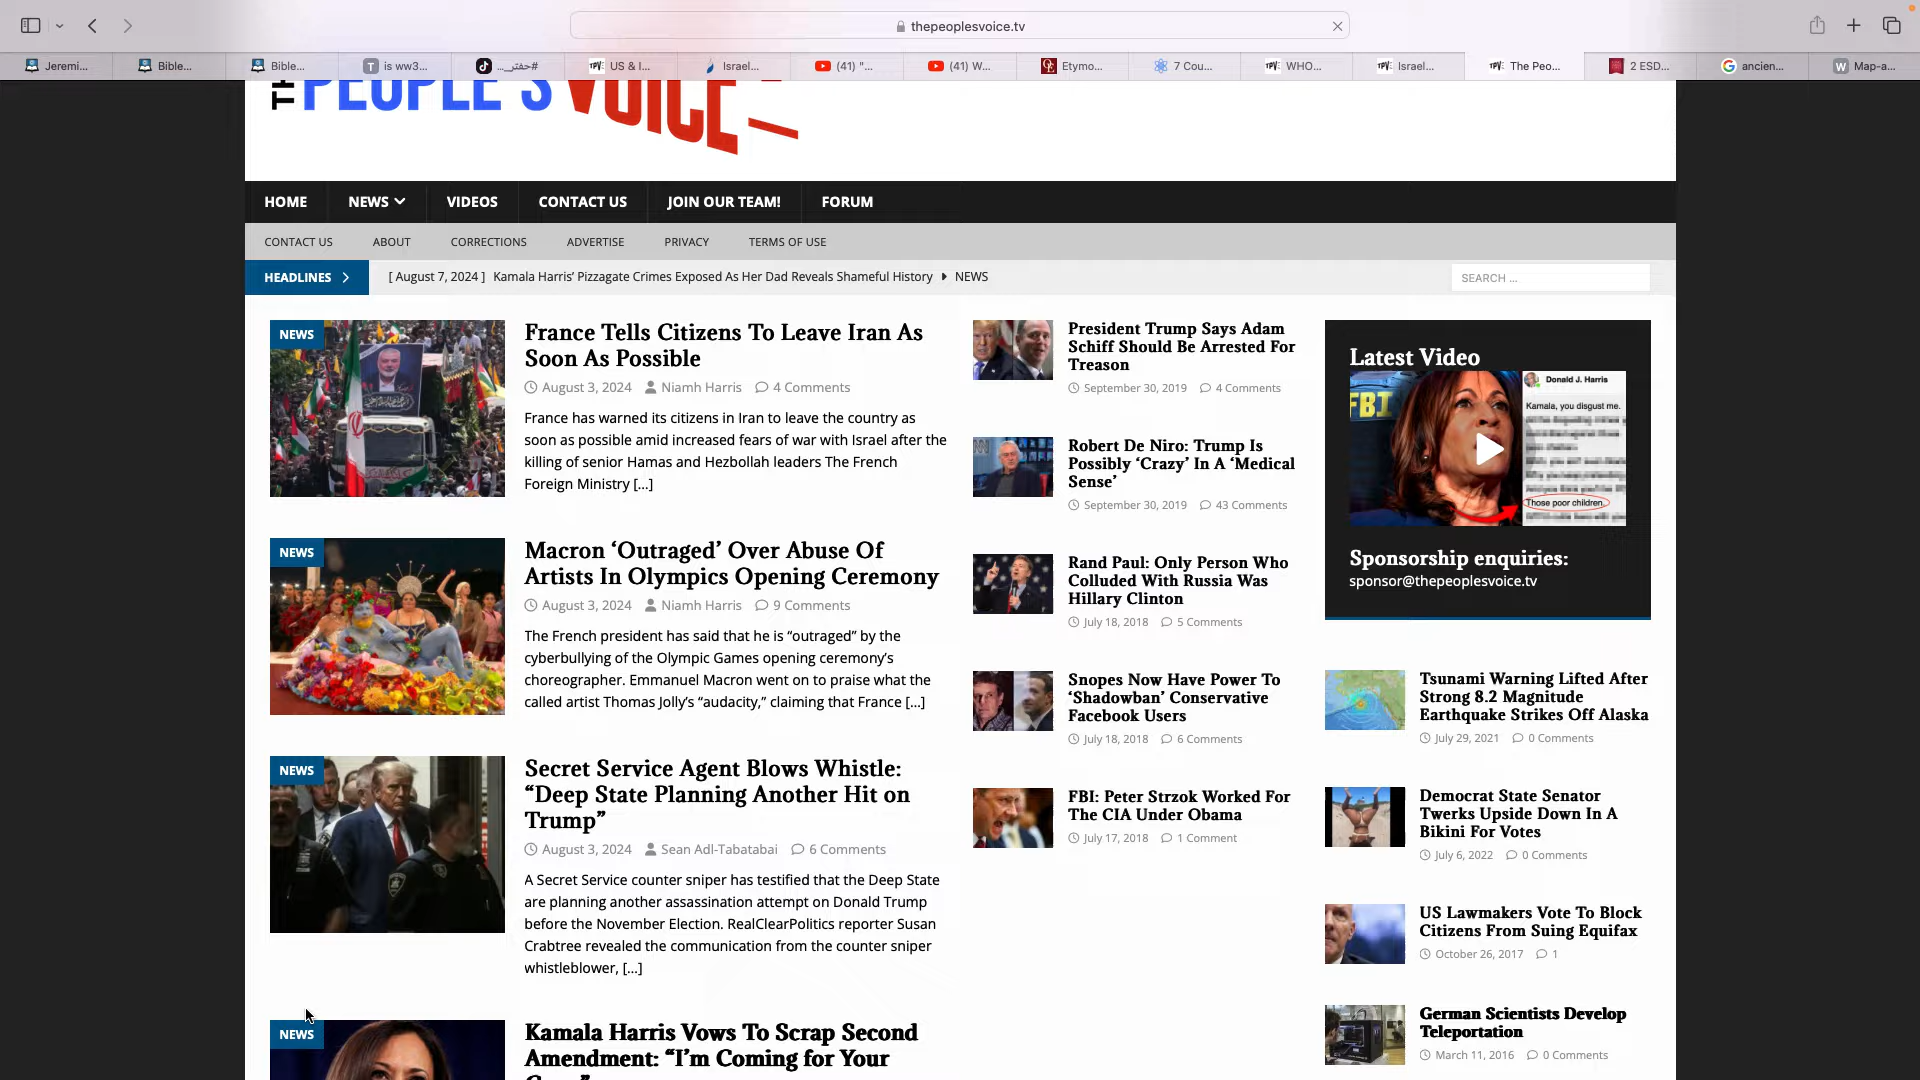 thepeoplesvoice.tv
Jeremi...
Bible...
Bible...
is ww3...
#حفتر_...
US & I...
Israel...
(41) "...
(41) W...
Etymo...
7 Cou...
WHO...
Israel...
The Peo...
2 ESD...
ancien...
Map-a...
THE PEOPLE'S VOICE
HOME
NEWS
VIDEOS
CONTACT US
JOIN OUR TEAM!
FORUM
CONTACT US
ABOUT
CORRECTIONS
ADVERTISE
PRIVACY
TERMS OF USE
HEADLINES
[ August 7, 2024 ] Kamala Harris’ Pizzagate Crimes Exposed As Her Dad Reveals Shameful History
NEWS
SEARCH …
NEWS
France Tells Citizens To Leave Iran As
Soon As Possible
August 3, 2024 Niamh Harris 4 Comments
France has warned its citizens in Iran to leave the country as
soon as possible amid increased fears of war with Israel after the
killing of senior Hamas and Hezbollah leaders The French
Foreign Ministry [...]
NEWS
Macron ‘Outraged’ Over Abuse Of
Artists In Olympics Opening Ceremony
August 3, 2024 Niamh Harris 9 Comments
The French president has said that he is “outraged” by the
cyberbullying of the Olympic Games opening ceremony’s
choreographer. Emmanuel Macron went on to praise what the
called artist Thomas Jolly’s “audacity,” claiming that France [...]
NEWS
Secret Service Agent Blows Whistle:
“Deep State Planning Another Hit on
Trump”
August 3, 2024 Sean Adl-Tabatabai 6 Comments
A Secret Service counter sniper has testified that the Deep State
are planning another assassination attempt on Donald Trump
before the November Election. RealClearPolitics reporter Susan
Crabtree revealed the communication from the counter sniper
whistleblower, [...]
NEWS
Kamala Harris Vows To Scrap Second
Amendment: “I’m Coming for Your
President Trump Says Adam
Schiff Should Be Arrested For
Treason
September 30, 2019 4 Comments
Robert De Niro: Trump Is
Possibly ‘Crazy’ In A ‘Medical
Sense’
September 30, 2019 43 Comments
Rand Paul: Only Person Who
Colluded With Russia Was
Hillary Clinton
July 18, 2018 5 Comments
Snopes Now Have Power To
‘Shadowban’ Conservative
Facebook Users
July 18, 2018 6 Comments
FBI: Peter Strzok Worked For
The CIA Under Obama
July 17, 2018 1 Comment
Latest Video
FBI
Donald J. Harris
Kamala, you disgust me.
Those poor children.
Sponsorship enquiries:
sponsor@thepeoplesvoice.tv
Tsunami Warning Lifted After
Strong 8.2 Magnitude
Earthquake Strikes Off Alaska
July 29, 2021 0 Comments
Democrat State Senator
Twerks Upside Down In A
Bikini For Votes
July 6, 2022 0 Comments
US Lawmakers Vote To Block
Citizens From Suing Equifax
October 26, 2017 1
German Scientists Develop
Teleportation
March 11, 2016 0 Comments